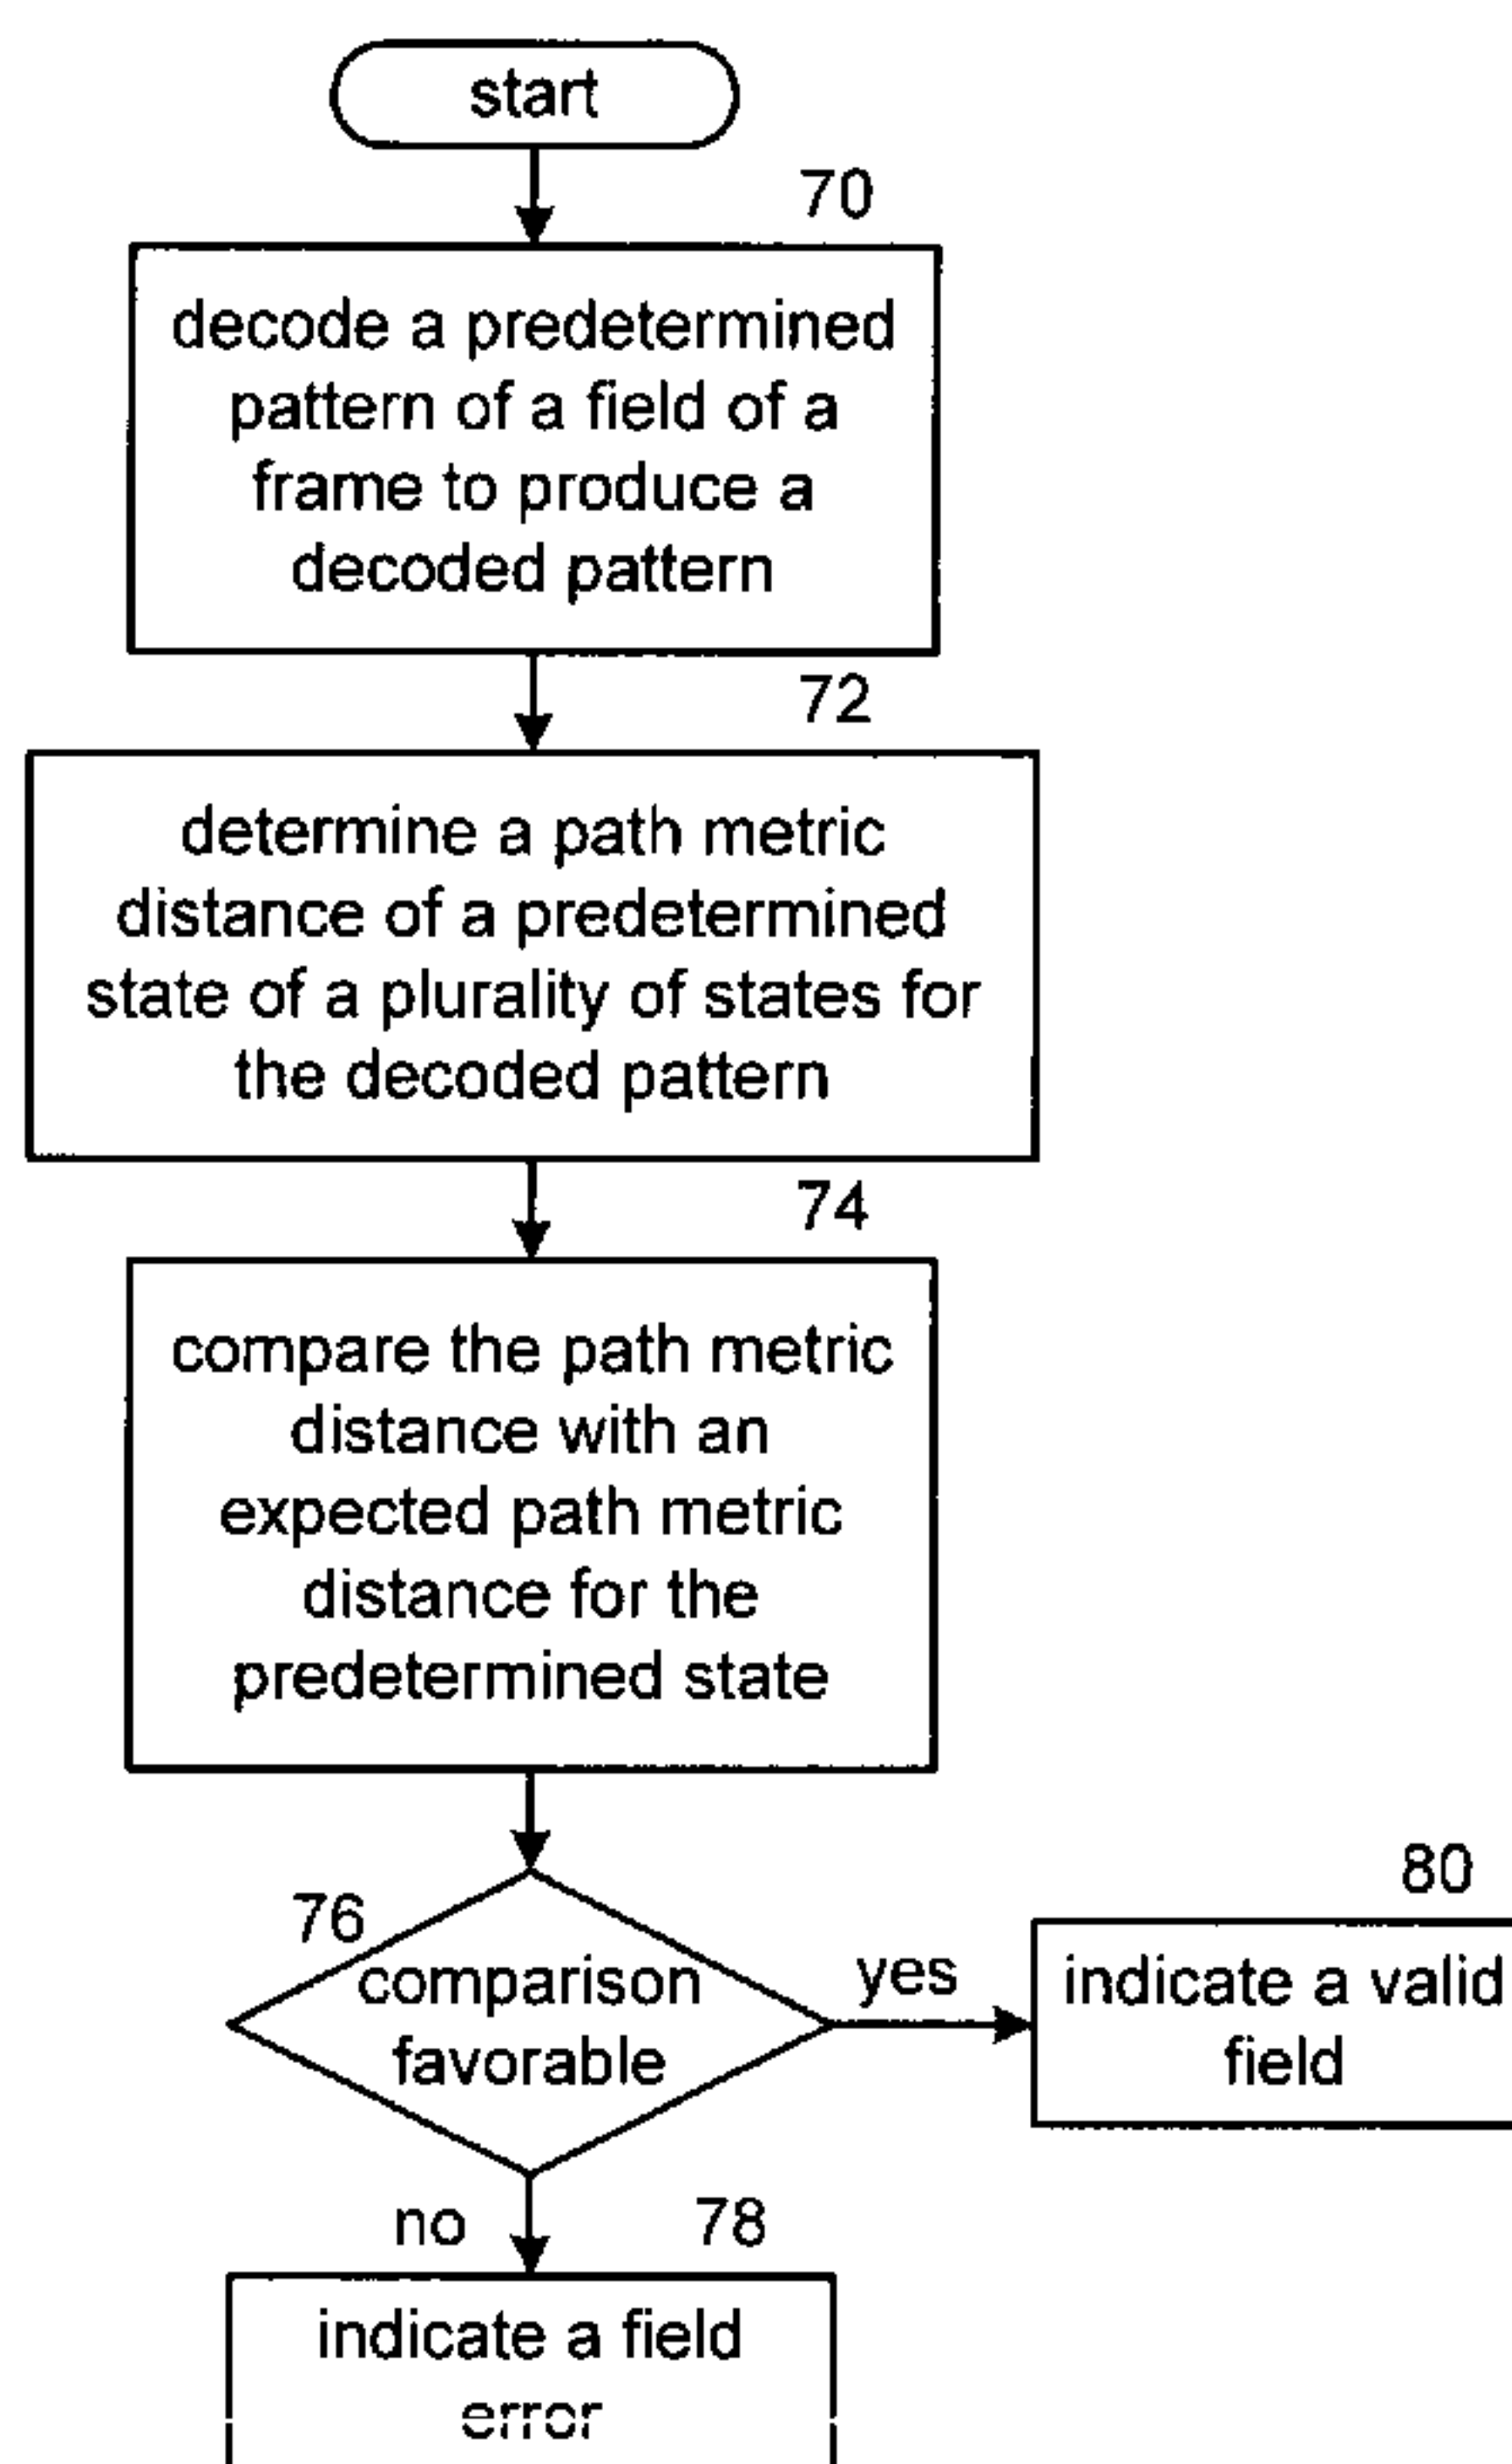 start
70
decode a predetermined
pattern of a field of a
frame to produce a
decoded pattern
72
determine a path metric
distance of a predetermined
state of a plurality of states for
the decoded pattern
74
compare the path metric
distance with an
expected path metric
distance for the
predetermined state
76
comparison
favorable
yes
80
indicate a valid
field
no
78
indicate a field
error